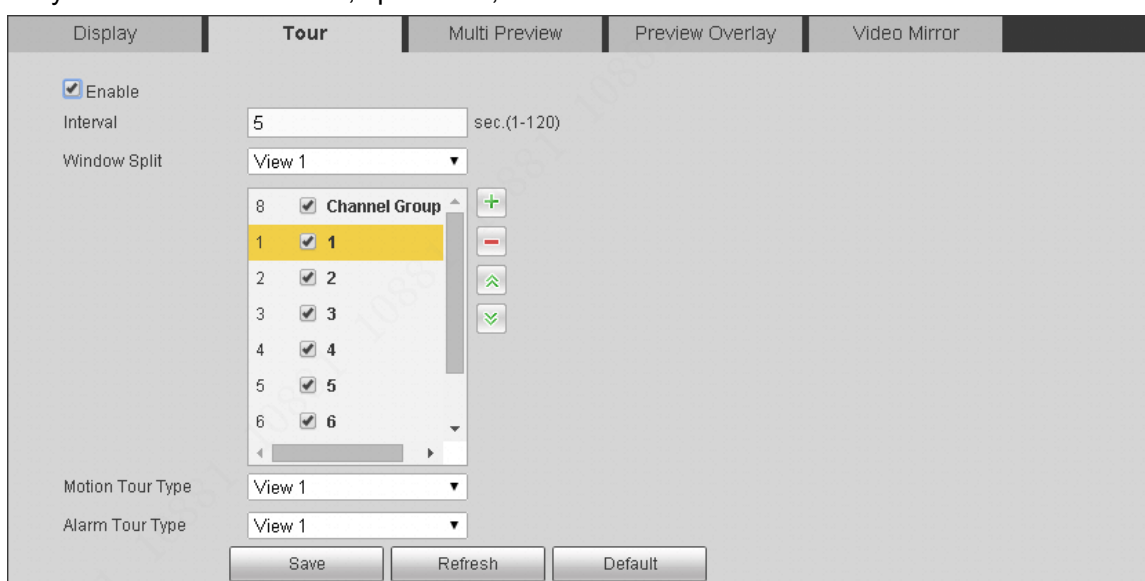 Display Tour Multi Preview Preview Overlay Video Mirror
Enable
Interval 5 sec.(1-120)
Window Split View 1
8 Channel Group
1 1
2 2
3 3
4 4
5 5
6 6
Motion Tour Type View 1
Alarm Tour Type View 1
Save Refresh Default